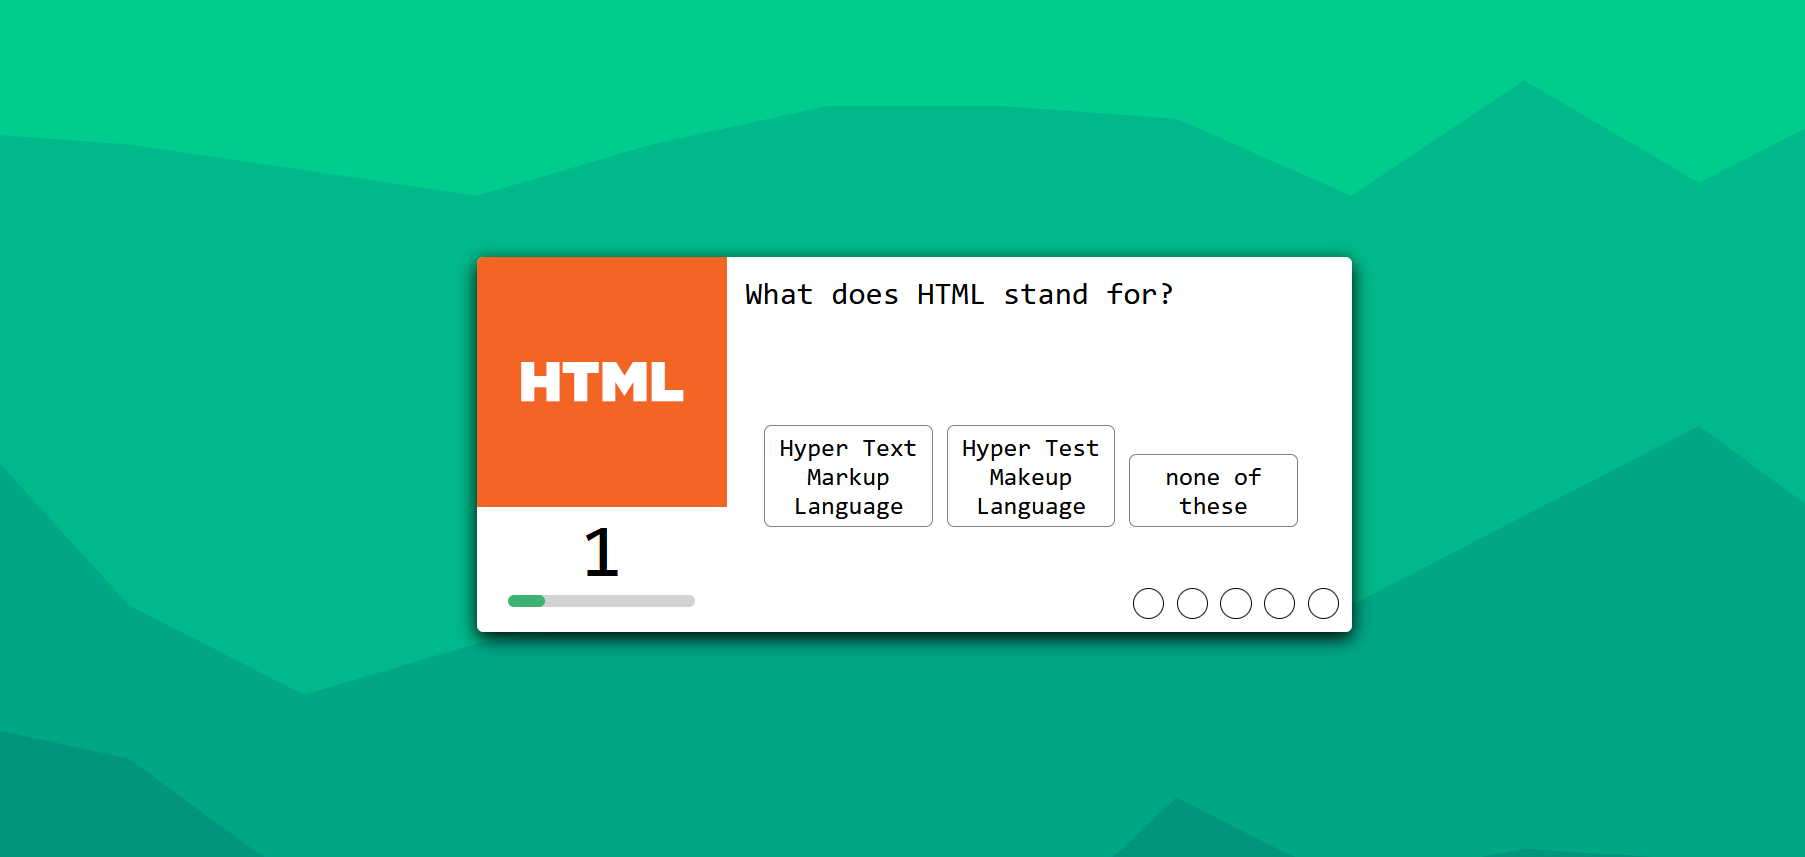 HTML
What does HTML stand for?
Hyper Text
Markup
Language
Hyper Test
Makeup
Language
none of
these
1